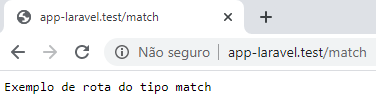 app-laravel.test/match
Não seguro | app-laravel.test/match
Exemplo de rota do tipo match